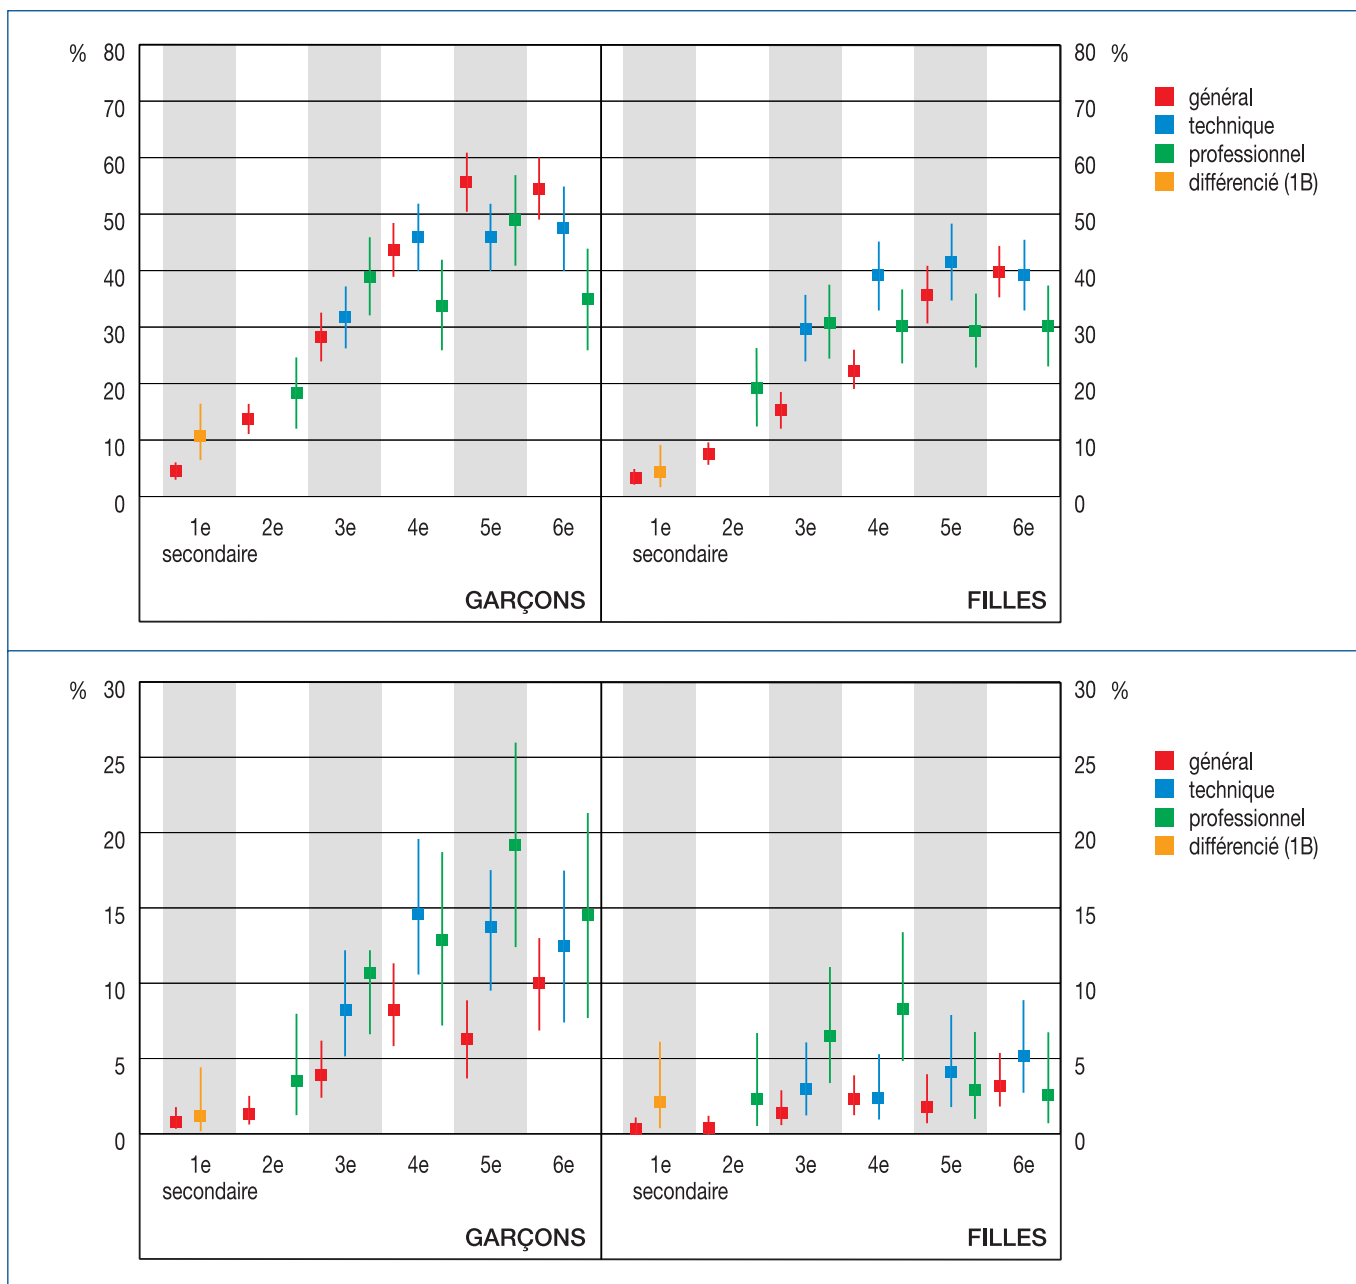 % 80 80 %
70 70
60 60
50 50
40 40
30 30
20 20
10 10
0 0
général
technique
professionnel
différencié (1B)
1e 2e 3e 4e 5e 6e 1e 2e 3e 4e 5e 6e
secondaire secondaire
GARÇONS FILLES
% 30 30 %
25 25
20 20
15 15
10 10
5 5
0 0
général
technique
professionnel
différencié (1B)
1e 2e 3e 4e 5e 6e 1e 2e 3e 4e 5e 6e
secondaire secondaire
GARÇONS FILLES